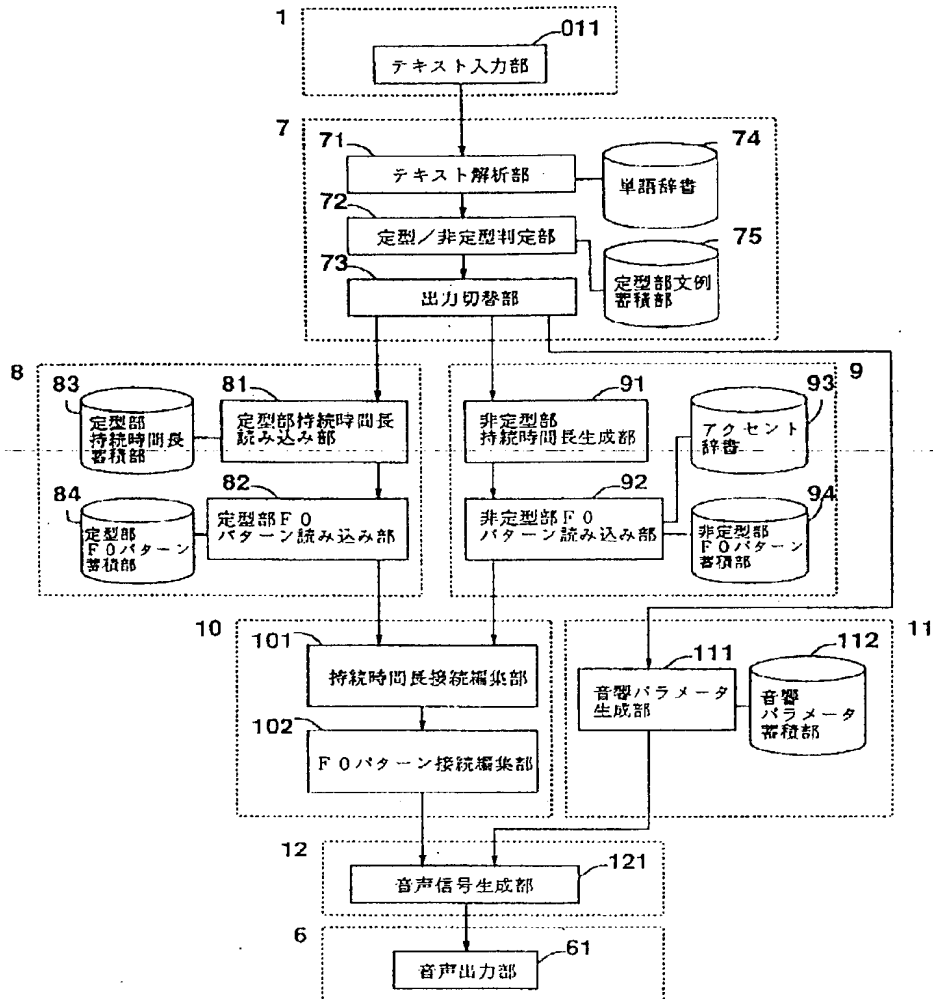 1
011
テキスト入力部
7
71
テキスト解析部
74
単語辞書
72
定型／非定型判定部
75
定型部文例
蓄積部
73
出力切替部
8
83
定型部
持続時間長
蓄積部
81
定型部持続時間長
読み込み部
91
非定型部
持続時間長生成部
93
アクセント
辞書
9
84
定型部
F0パターン
蓄積部
82
定型部F0
パターン読み込み部
92
非定型部F0
パターン読み込み部
94
非定型部
F0パターン
蓄積部
10
101
持続時間長接続編集部
102
F0パターン接続編集部
11
111
音響パラメータ
生成部
112
音響
パラメータ
蓄積部
12
音声信号生成部
121
6
61
音声出力部